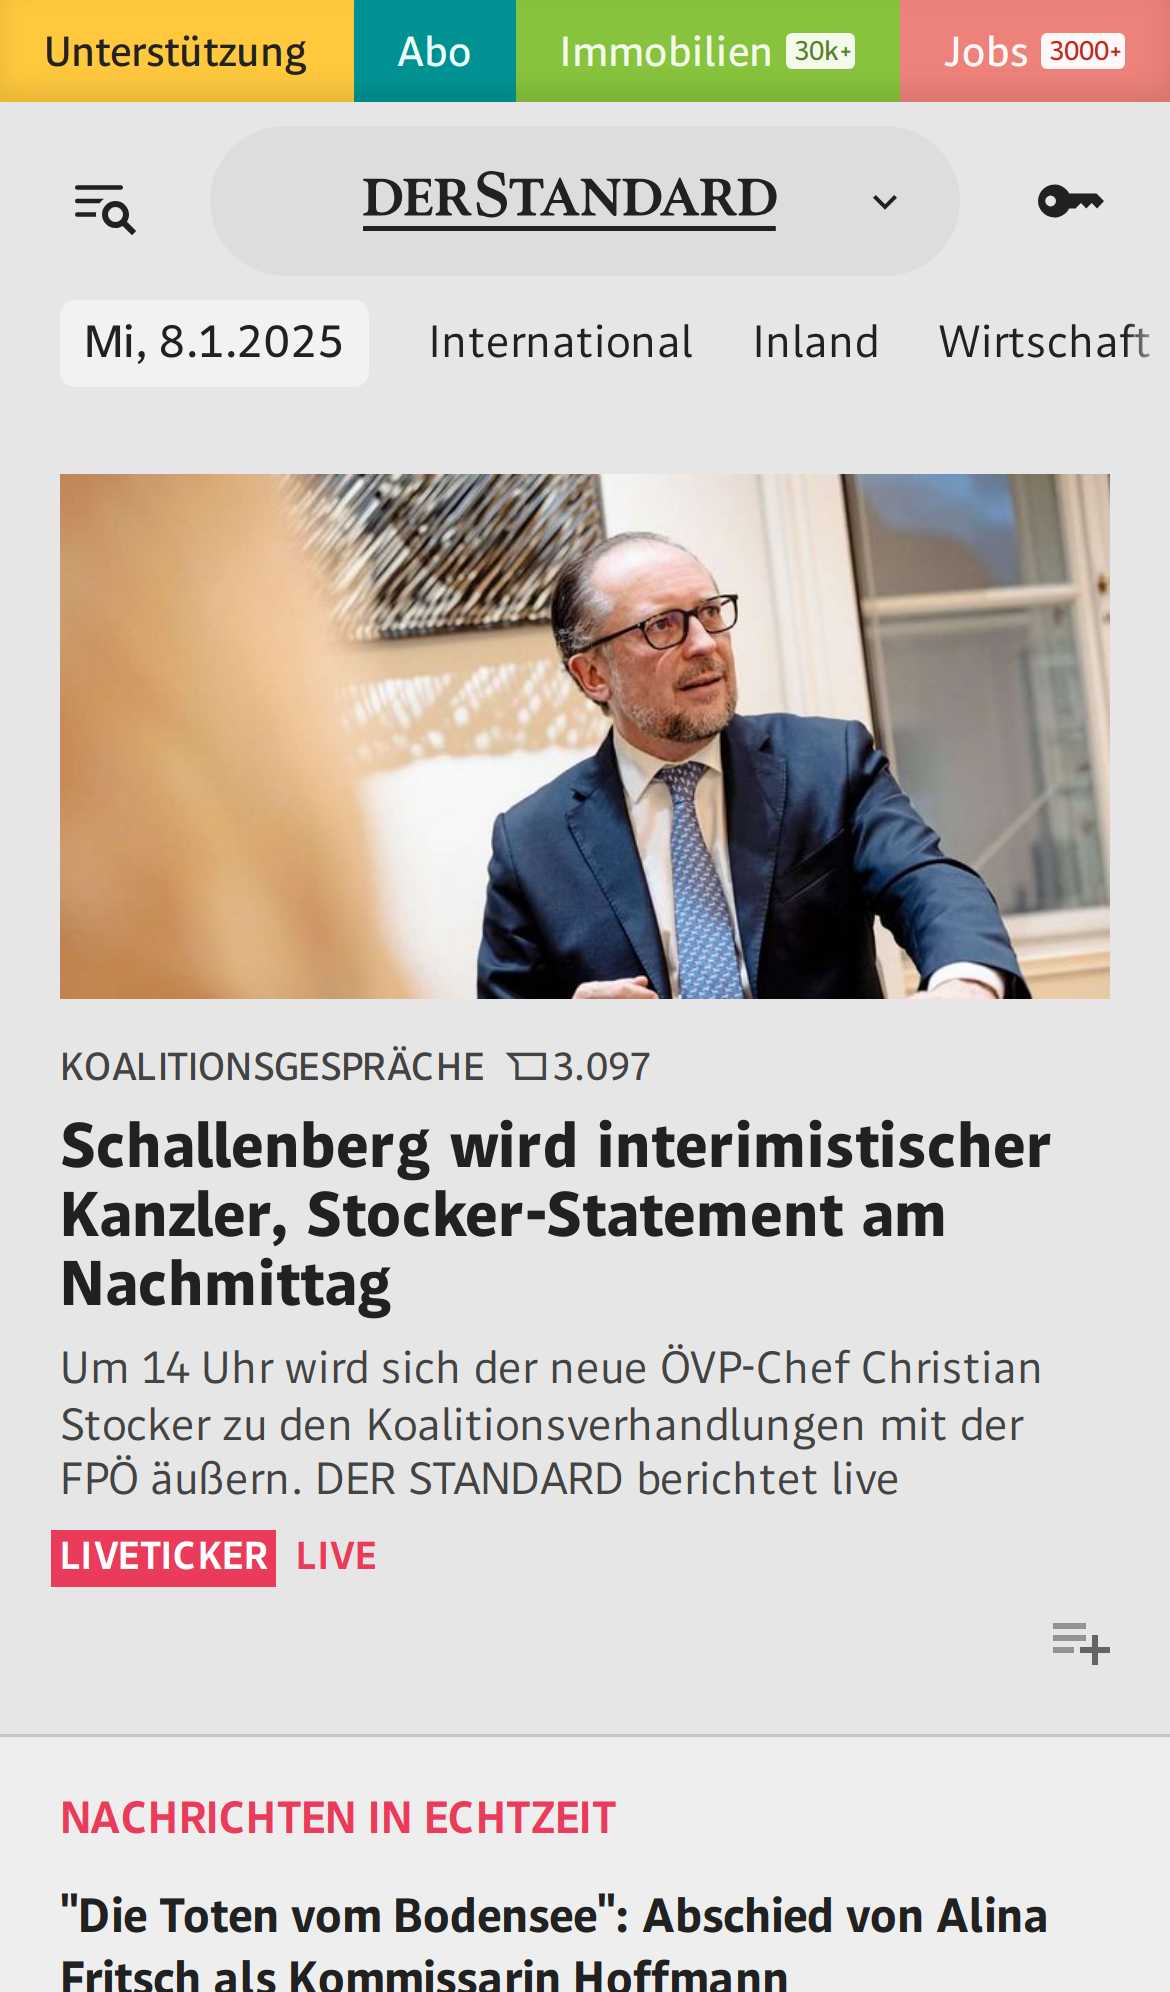 Unterstützung Abo Immobilien 30k+ Jobs 3000+
DERSTANDARD
Mi, 8.1.2025 International Inland Wirtschaft
KOALITIONSGESPRÄCHE 3.097
Schallenberg wird interimistischer
Kanzler, Stocker-Statement am
Nachmittag
Um 14 Uhr wird sich der neue ÖVP-Chef Christian
Stocker zu den Koalitionsverhandlungen mit der
FPÖ äußern. DER STANDARD berichtet live
LIVETICKER LIVE
NACHRICHTEN IN ECHTZEIT
"Die Toten vom Bodensee": Abschied von Alina
Fritsch als Kommissarin Hoffmann